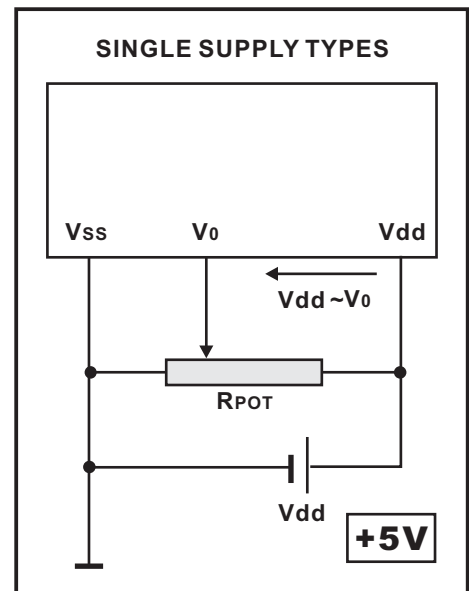 SINGLE SUPPLY TYPES
Vss V0 Vdd
Vdd ~V0
RPOT
Vdd
+5V